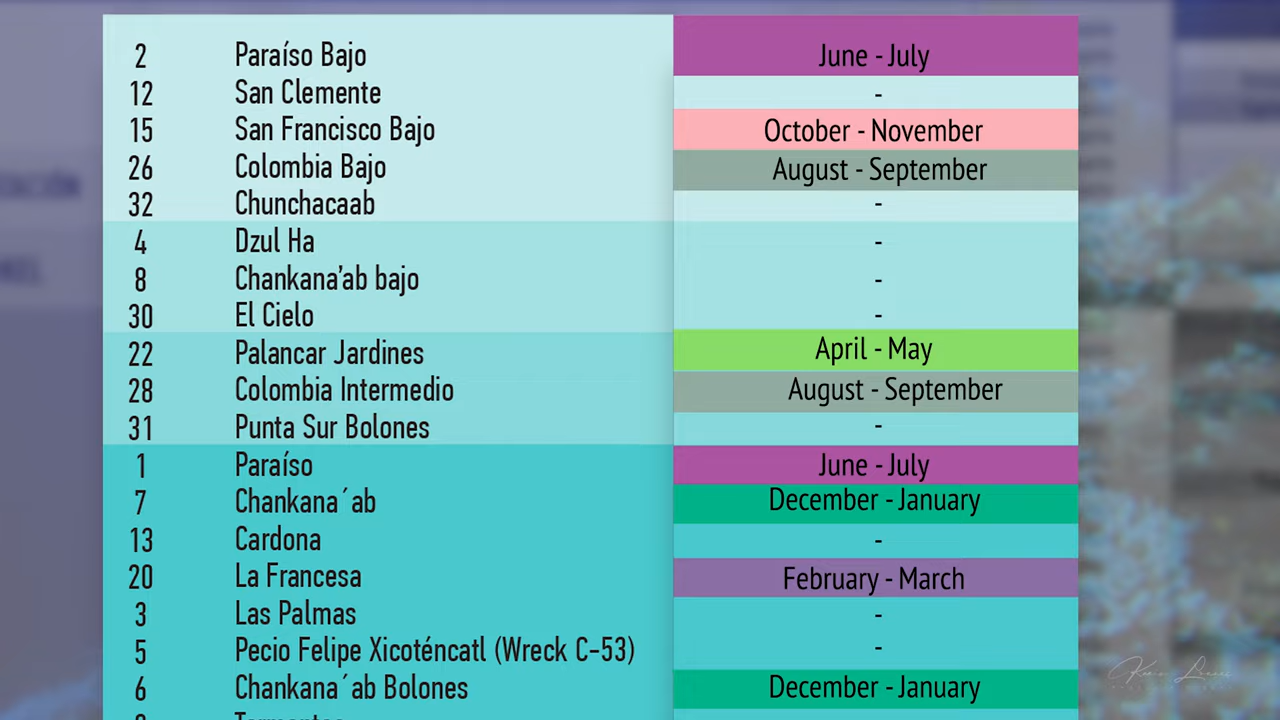 2 Paraíso Bajo June - July
12 San Clemente -
15 San Francisco Bajo October - November
26 Colombia Bajo August - September
32 Chunchacaab -
4 Dzul Ha -
8 Chankana’ab bajo -
30 El Cielo -
22 Palancar Jardines April - May
28 Colombia Intermedio August - September
31 Punta Sur Bolones -
1 Paraíso June - July
7 Chankana´ab December - January
13 Cardona -
20 La Francesa February - March
3 Las Palmas -
5 Pecio Felipe Xicoténcatl (Wreck C-53) -
6 Chankana´ab Bolones December - January